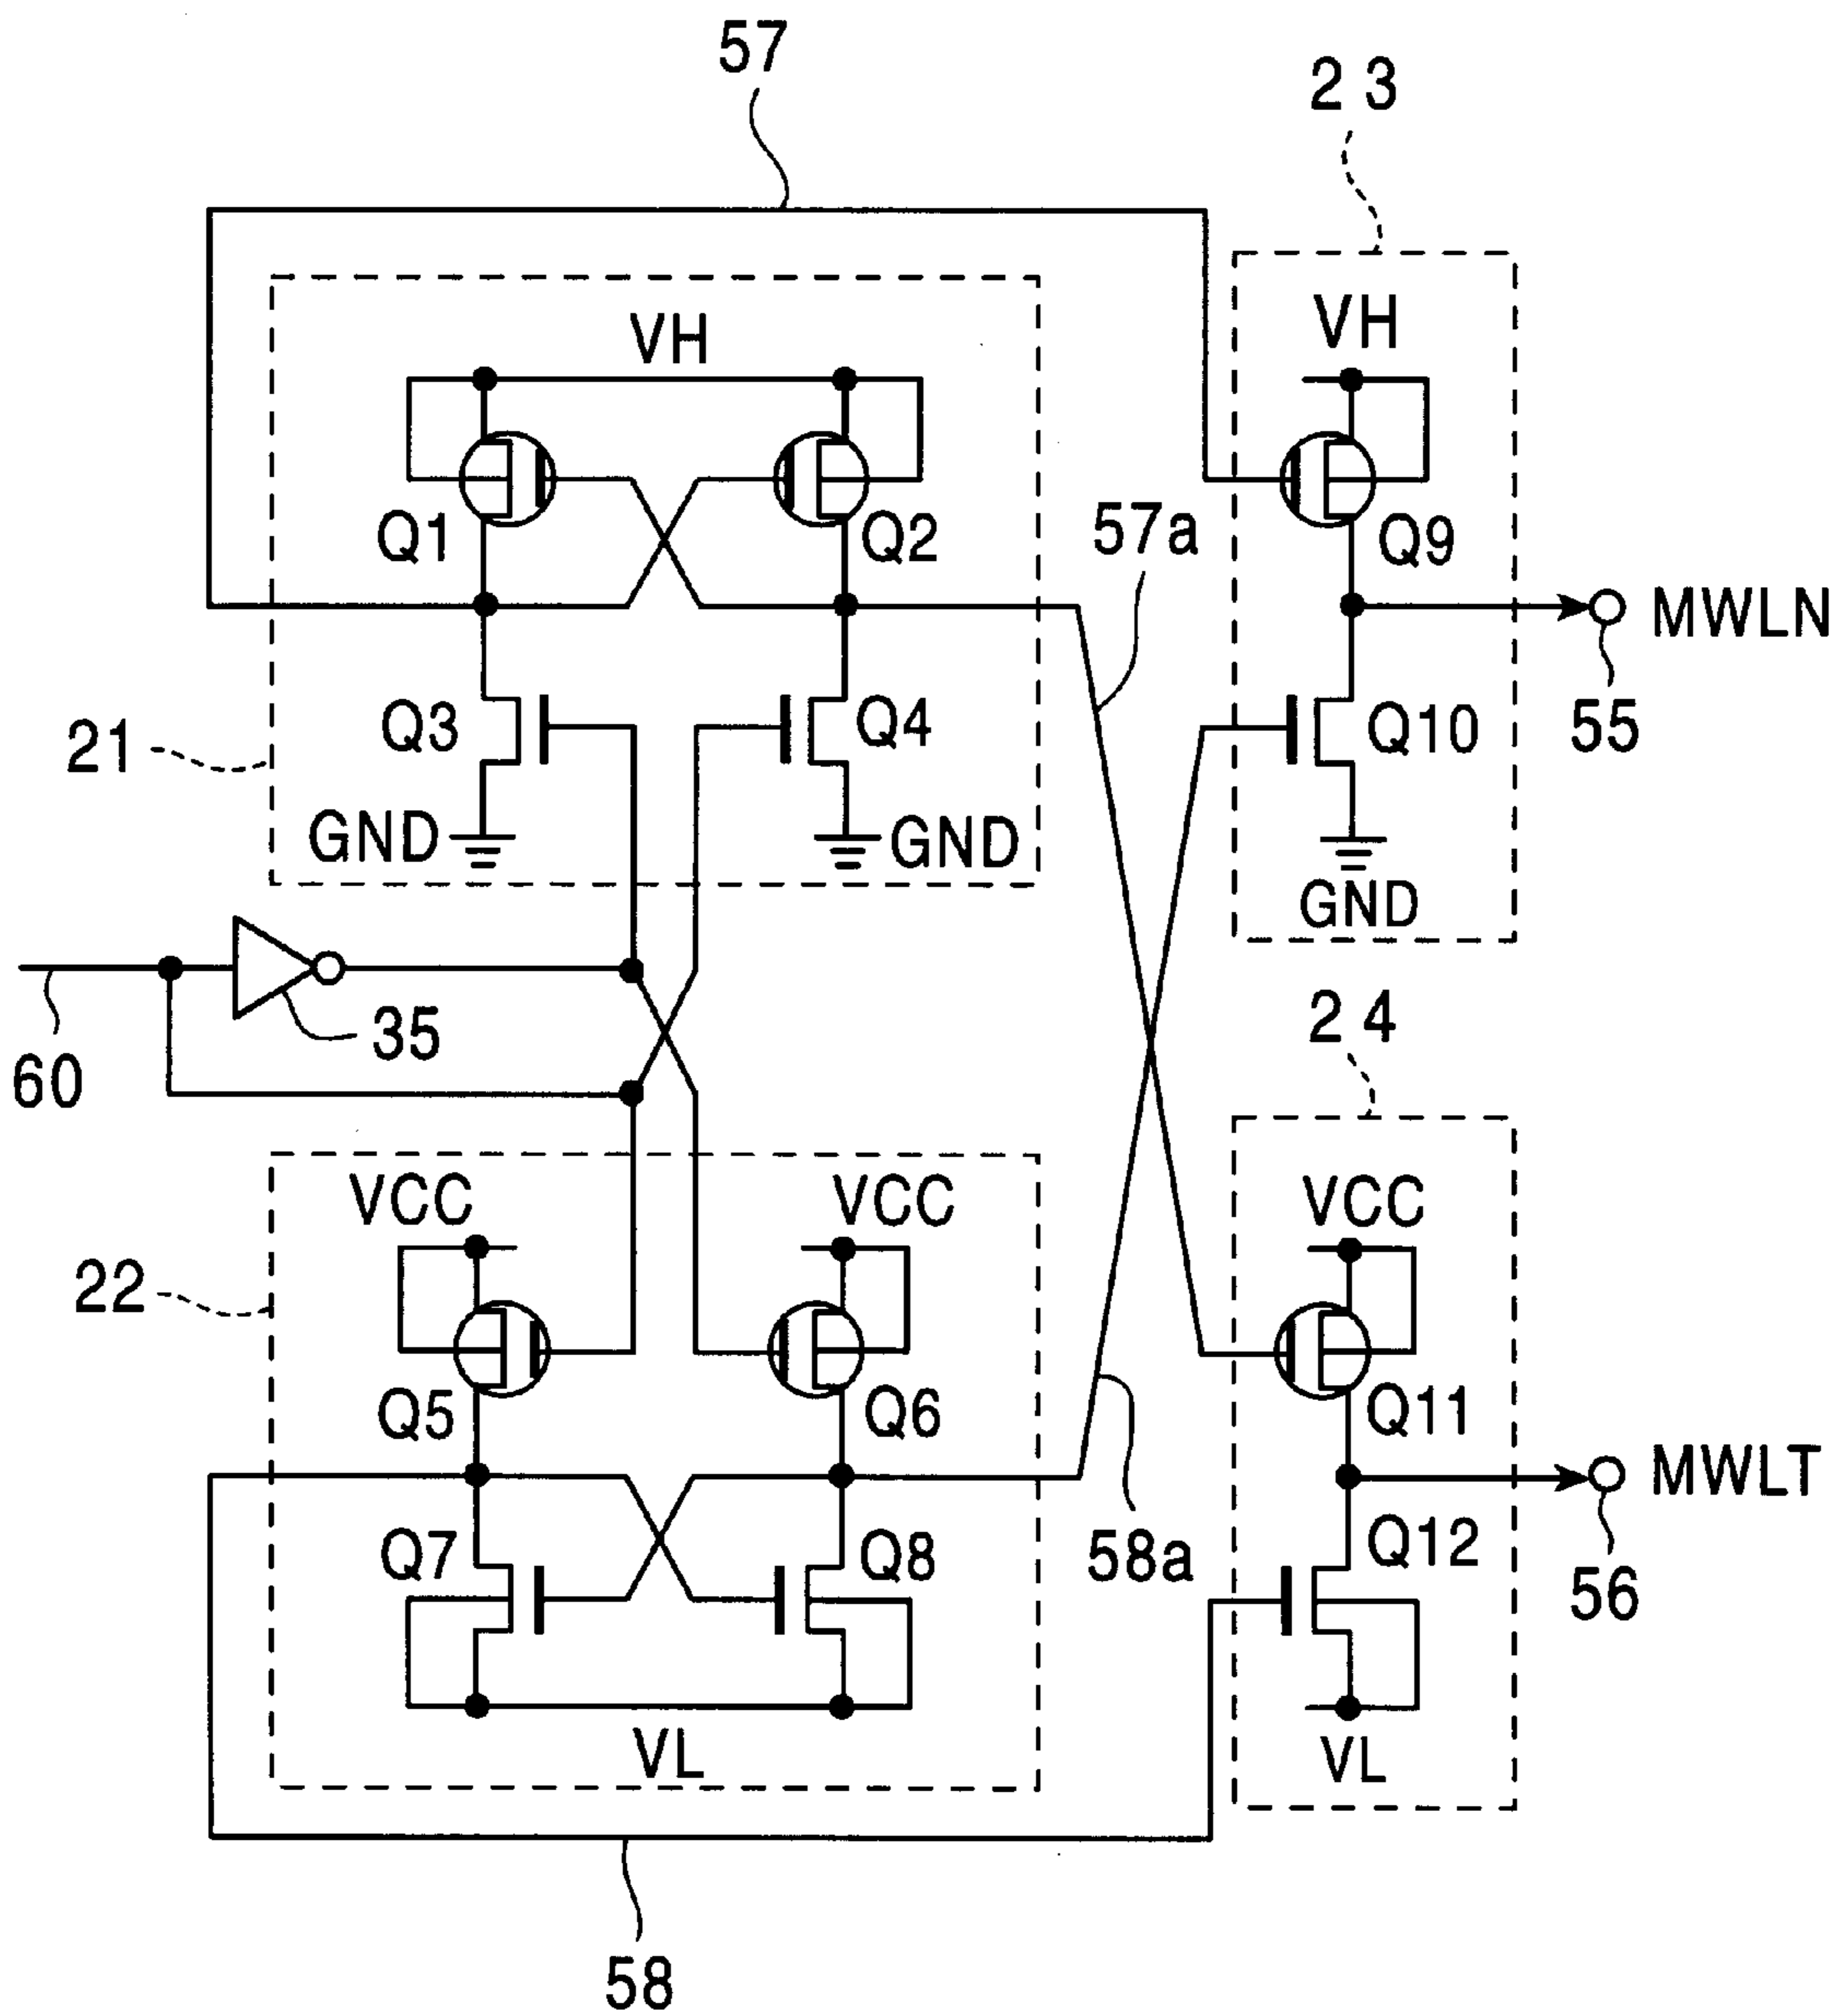 57
2 3
VH
VH
Q1
Q2
57a
Q9
MWLN
Q3
Q4
Q10
55
21
GND
GND
GND
35
2 4
60
VCC
VCC
VCC
22
Q5
Q6
Q11
MWLT
Q7
Q8
58a
Q12
56
VL
VL
58